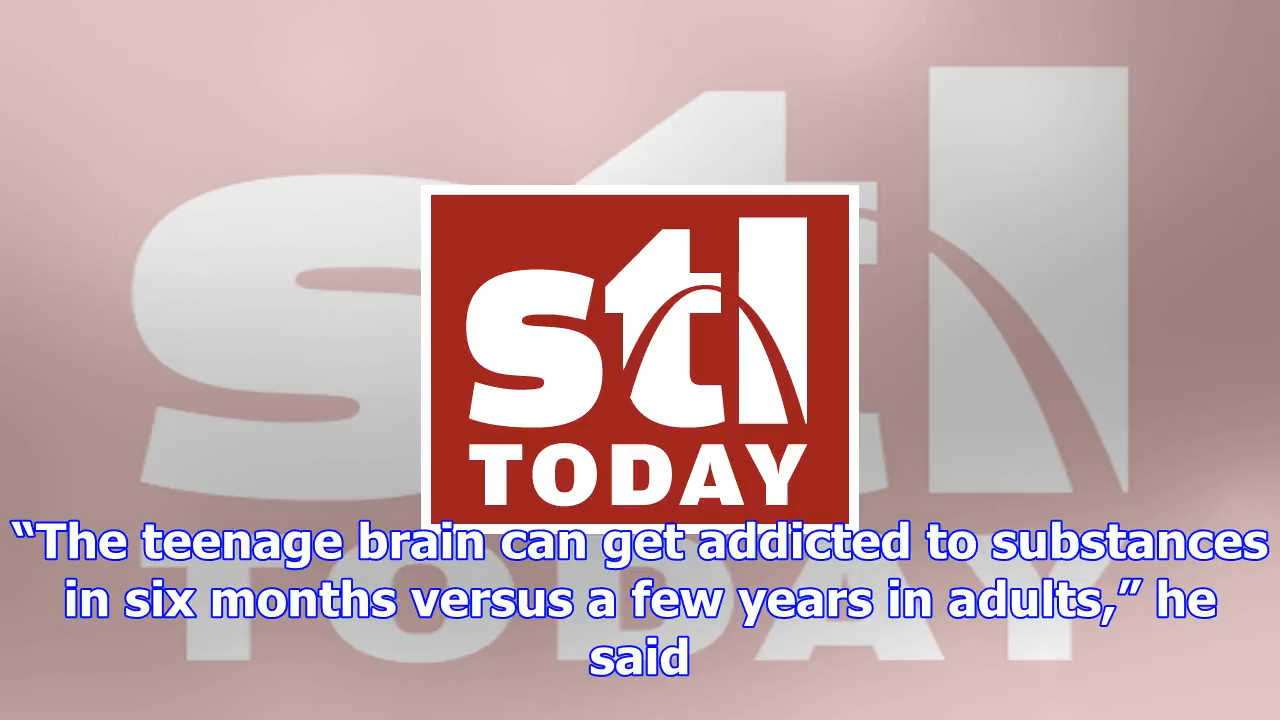 stl
TODAY
“The teenage brain can get addicted to substances
in six months versus a few years in adults,” he
said